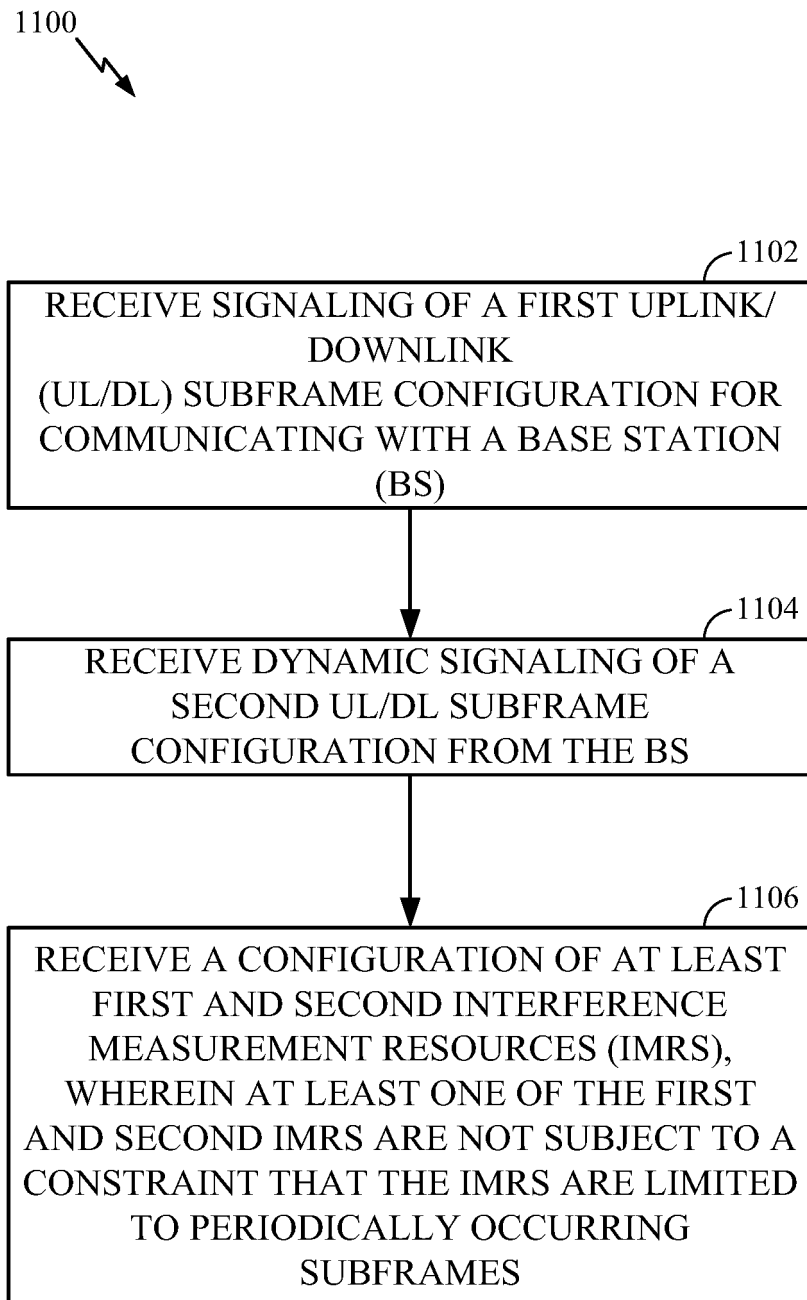 1100
1102
RECEIVE SIGNALING OF A FIRST UPLINK/
DOWNLINK
(UL/DL) SUBFRAME CONFIGURATION FOR
COMMUNICATING WITH A BASE STATION
(BS)
1104
RECEIVE DYNAMIC SIGNALING OF A
SECOND UL/DL SUBFRAME
CONFIGURATION FROM THE BS
1106
RECEIVE A CONFIGURATION OF AT LEAST
FIRST AND SECOND INTERFERENCE
MEASUREMENT RESOURCES (IMRS),
WHEREIN AT LEAST ONE OF THE FIRST
AND SECOND IMRS ARE NOT SUBJECT TO A
CONSTRAINT THAT THE IMRS ARE LIMITED
TO PERIODICALLY OCCURRING
SUBFRAMES